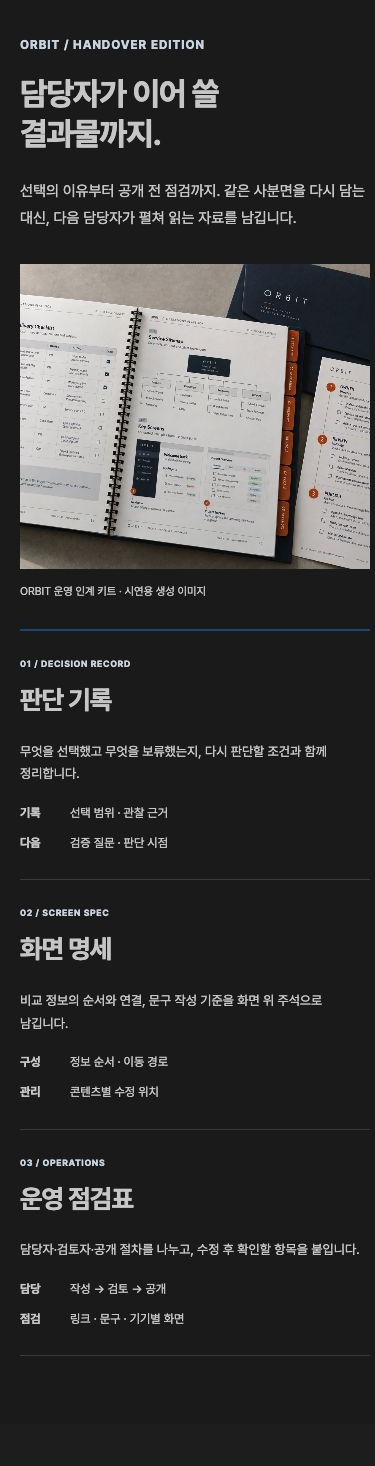 ORBIT / HANDOVER EDITION
담당자가 이어 쓸
결과물까지.
선택의 이유부터 공개 전 점검까지. 같은 사분면을 다시 담는
대신, 다음 담당자가 펼쳐 읽는 자료를 남깁니다.
ORBIT
Service Sitemap
ORBIT
Key Screens
ORBIT 운영 인계 키트 · 시연용 생성 이미지
01 / DECISION RECORD
판단 기록
무엇을 선택했고 무엇을 보류했는지, 다시 판단할 조건과 함께
정리합니다.
기록 선택 범위 · 관찰 근거
다음 검증 질문 · 판단 시점
02 / SCREEN SPEC
화면 명세
비교 정보의 순서와 연결, 문구 작성 기준을 화면 위 주석으로
남깁니다.
구성 정보 순서 · 이동 경로
관리 콘텐츠별 수정 위치
03 / OPERATIONS
운영 점검표
담당자·검토자·공개 절차를 나누고, 수정 후 확인할 항목을 붙입니다.
담당 작성 → 검토 → 공개
점검 링크 · 문구 · 기기별 화면